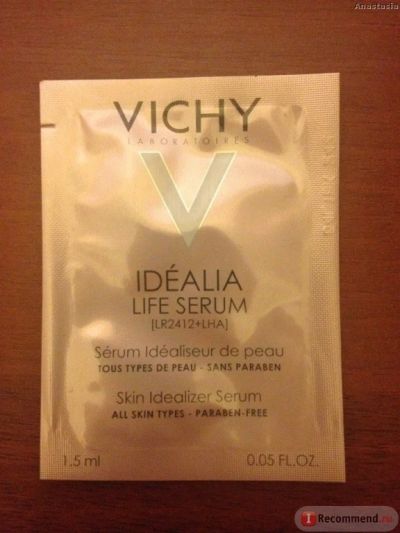 Anastasia
VICHY
LABORATOIRES
V
IDÉALIA
LIFE SERUM
[LR2412+LHA]
Sérum Idéaliseur de peau
TOUS TYPES DE PEAU - SANS PARABEN
Skin Idealizer Serum
ALL SKIN TYPES - PARABEN-FREE
1.5 ml 0.05 FL.OZ.
IRecommend.ru